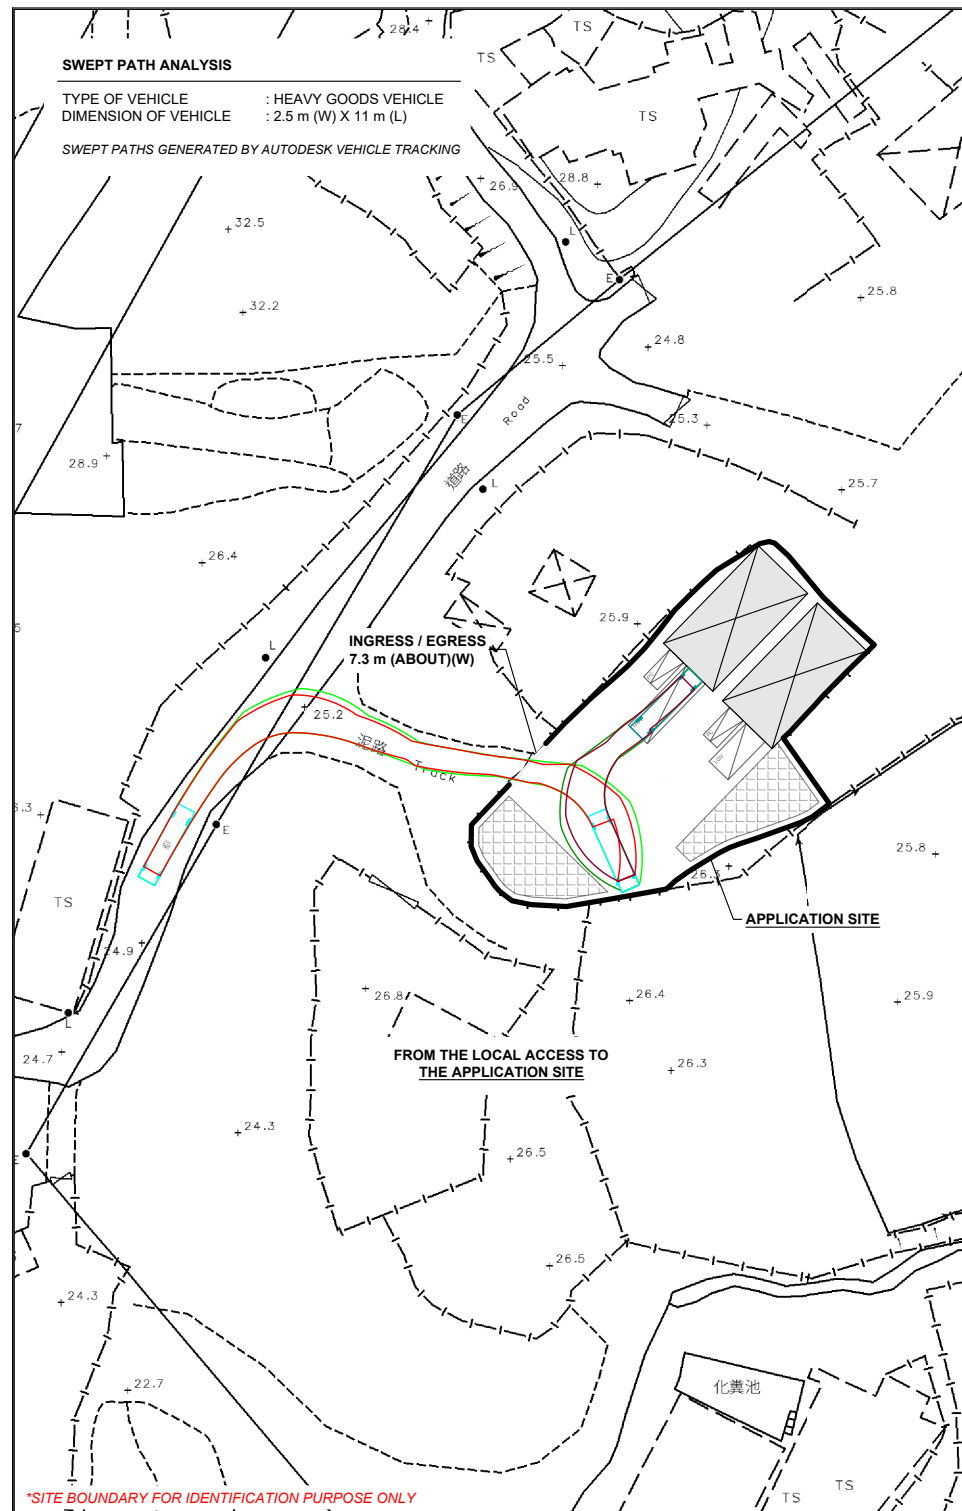 SWEPT PATH ANALYSIS
TYPE OF VEHICLE : HEAVY GOODS VEHICLE
DIMENSION OF VEHICLE : 2.5 m (W) X 11 m (L)
SWEPT PATHS GENERATED BY AUTODESK VEHICLE TRACKING
28.4
TS
TS
TS
26.9
28.8
32.5
L
E
25.8
32.2
24.8
25.5
Road
E
25.3
28.9
道路
L
25.7
26.4
25.9
INGRESS / EGRESS
7.3 m (ABOUT)(W)
L
25.2
泥路
Track
PC
PC
LGV
E
25.8
26.3
TS
APPLICATION SITE
24.9
26.8
26.4
25.9
L
24.7
FROM THE LOCAL ACCESS TO
THE APPLICATION SITE
26.3
24.3
26.5
E
26.5
24.3
22.7
化糞池
TS
TS
*SITE BOUNDARY FOR IDENTIFICATION PURPOSE ONLY